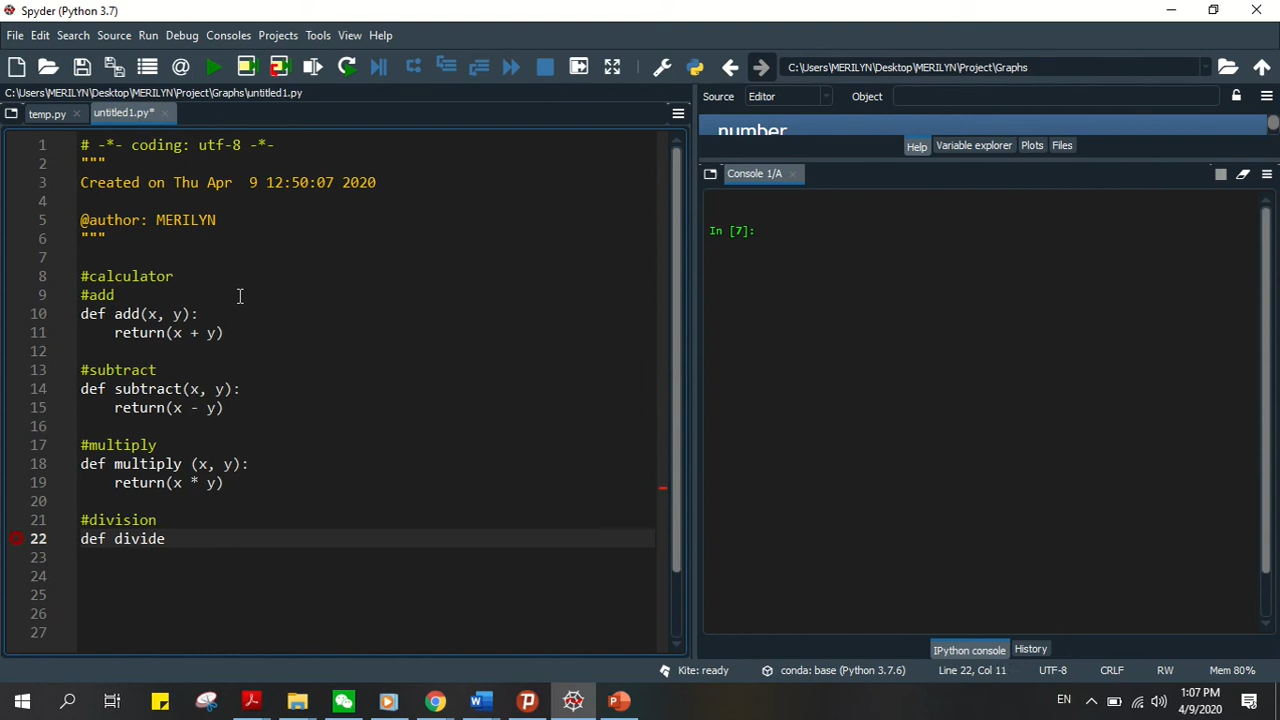 Spyder (Python 3.7)
File Edit Search Source Run Debug Consoles Projects Tools View Help
C:\Users\MERILYN\Desktop\MERILYN\Project\Graphs
C:\Users\MERILYN\Desktop\MERILYN\Project\Graphs\untitled1.py
Source Editor Object
temp.py untitled1.py*
number
Help Variable explorer Plots Files
Console 1/A
In [7]:
1 # -*- coding: utf-8 -*-
2 """
3 Created on Thu Apr  9 12:50:07 2020
4
5 @author: MERILYN
6 """
7
8 #calculator
9 #add
10 def add(x, y):
11     return(x + y)
12
13 #subtract
14 def subtract(x, y):
15     return(x - y)
16
17 #multiply
18 def multiply (x, y):
19     return(x * y)
20
21 #division
22 def divide
23
24
25
26
27
IPython console History
Kite: ready conda: base (Python 3.7.6) Line 22, Col 11 UTF-8 CRLF RW Mem 80%
EN 1:07 PM
4/9/2020